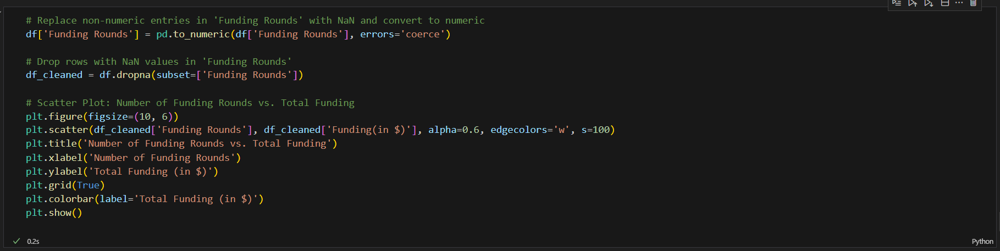 # Replace non-numeric entries in 'Funding Rounds' with NaN and convert to numeric
df['Funding Rounds'] = pd.to_numeric(df['Funding Rounds'], errors='coerce')
# Drop rows with NaN values in 'Funding Rounds'
df_cleaned = df.dropna(subset=['Funding Rounds'])
# Scatter Plot: Number of Funding Rounds vs. Total Funding
plt.figure(figsize=(10, 6))
plt.scatter(df_cleaned['Funding Rounds'], df_cleaned['Funding(in $)'], alpha=0.6, edgecolors='w', s=100)
plt.title('Number of Funding Rounds vs. Total Funding')
plt.xlabel('Number of Funding Rounds')
plt.ylabel('Total Funding (in $)')
plt.grid(True)
plt.colorbar(label='Total Funding (in $)')
plt.show()
0.2s
Python